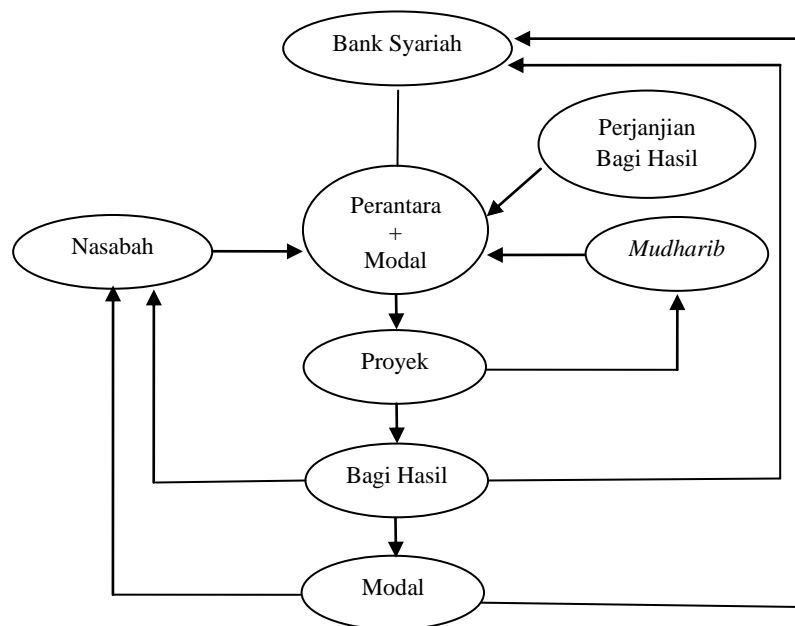 Bank Syariah
Perjanjian
Bagi Hasil
Perantara
+
Modal
Nasabah
Mudharib
Proyek
Bagi Hasil
Modal